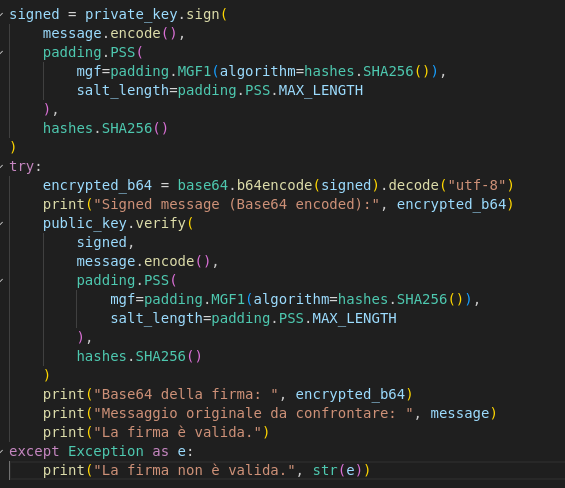 signed = private_key.sign(
    message.encode(),
    padding.PSS(
        mgf=padding.MGF1(algorithm=hashes.SHA256()),
        salt_length=padding.PSS.MAX_LENGTH
    ),
    hashes.SHA256()
)
try:
    encrypted_b64 = base64.b64encode(signed).decode("utf-8")
    print("Signed message (Base64 encoded):", encrypted_b64)
    public_key.verify(
        signed,
        message.encode(),
        padding.PSS(
            mgf=padding.MGF1(algorithm=hashes.SHA256()),
            salt_length=padding.PSS.MAX_LENGTH
        ),
        hashes.SHA256()
    )
    print("Base64 della firma: ", encrypted_b64)
    print("Messaggio originale da confrontare: ", message)
    print("La firma è valida.")
except Exception as e:
    print("La firma non è valida.", str(e))